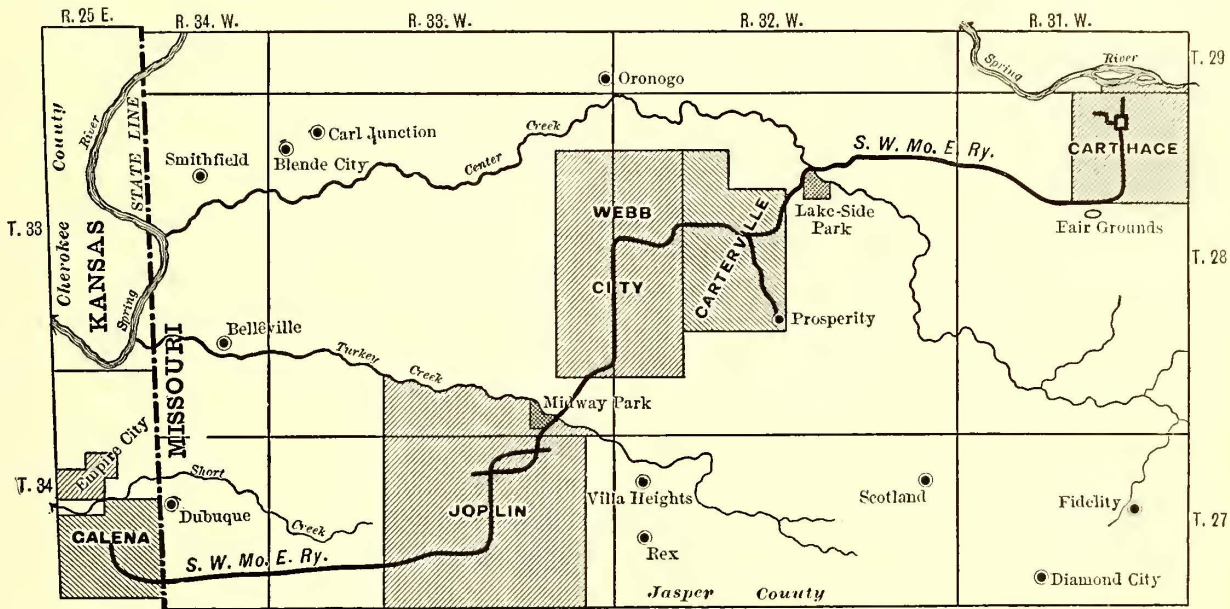 R. 25 E.
R. 34. W.
R. 33. W.
R. 32. W.
R. 31. W.
T. 29
Spring
River
Oronogo
County
River
STATE LINE
Carl Junction
Blende City
Smithfield
Center
Creek
S. W. Mo. E. Ry.
CARTHAGE
Lake-Side
Park
Fair Grounds
WEBB
CITY
CARTERVILLE
Prosperity
T. 33
T. 28
Cherokee
KANSAS
Spring
MISSOURI
Belleville
Turkey
Creek
Midway Park
Empire City
Short
Creek
T. 34
Dubuque
GALENA
JOPLIN
Villa Heights
Scotland
Fidelity
T. 27
S. W. Mo. E. Ry.
Rex
Jasper County
Diamond City